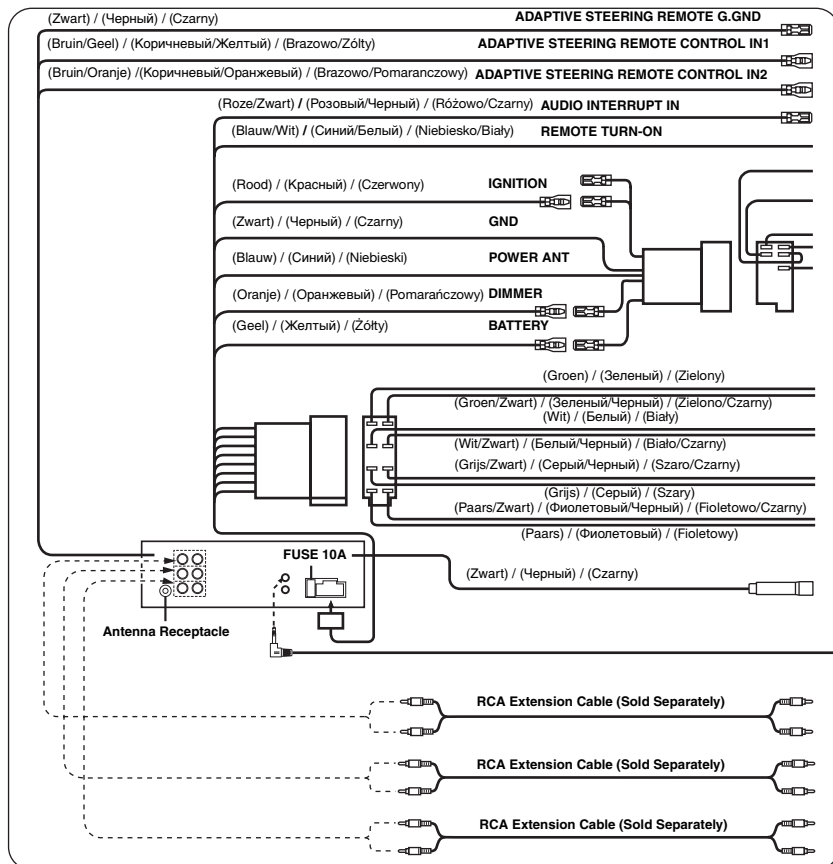 (Zwart) / (Черный) / (Czarny) ADAPTIVE STEERING REMOTE G.GND
(Bruin/Geel) / (Коричневый/Желтый) / (Brazowo/Zólty) ADAPTIVE STEERING REMOTE CONTROL IN1
(Bruin/Oranje) /(Коричневый/Оранжевый) / (Brazowo/Pomaranczowy) ADAPTIVE STEERING REMOTE CONTROL IN2
(Roze/Zwart) / (Розовый/Черный) / (Różowo/Czarny) AUDIO INTERRUPT IN
(Blauw/Wit) / (Синий/Белый) / (Niebiesko/Biały) REMOTE TURN-ON
(Rood) / (Красный) / (Czerwony) IGNITION
(Zwart) / (Черный) / (Czarny) GND
(Blauw) / (Синий) / (Niebieski) POWER ANT
(Oranje) / (Оранжевый) / (Pomarańczowy) DIMMER
(Geel) / (Желтый) / (Żółty) BATTERY
(Groen) / (Зеленый) / (Zielony)
(Groen/Zwart) / (Зеленый/Черный) / (Zielono/Czarny)
(Wit) / (Белый) / (Biały)
(Wit/Zwart) / (Белый/Черный) / (Biało/Czarny)
(Grijs/Zwart) / (Серый/Черный) / (Szaro/Czarny)
(Grijs) / (Серый) / (Szary)
(Paars/Zwart) / (Фиолетовый/Черный) / (Fioletowo/Czarny)
(Paars) / (Фиолетовый) / (Fioletowy)
FUSE 10A
(Zwart) / (Черный) / (Czarny)
Antenna Receptacle
RCA Extension Cable (Sold Separately)
RCA Extension Cable (Sold Separately)
RCA Extension Cable (Sold Separately)